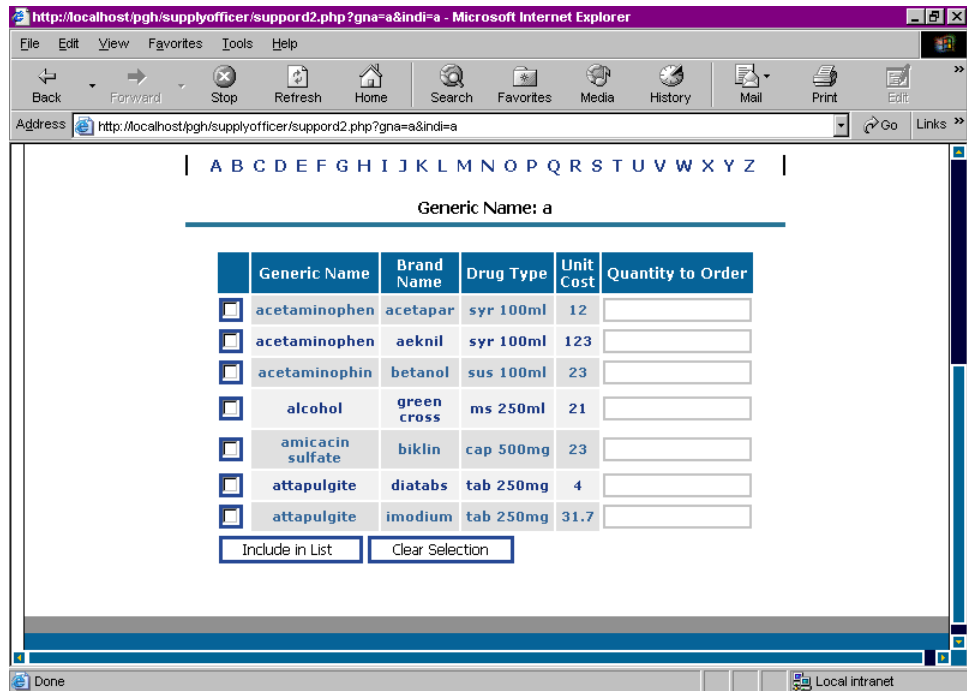 http://localhost/pgh/supplyofficer/suppord2.php?gna=a&indi=a - Microsoft Internet Explorer
File Edit View Favorites Tools Help
Back Forward Stop Refresh Home Search Favorites Media History Mail Print Edit »
Address http://localhost/pgh/supplyofficer/suppord2.php?gna=a&indi=a Go Links »
| A B C D E F G H I J K L M N O P Q R S T U V W X Y Z |
Generic Name: a
Generic Name Brand Name Drug Type Unit Cost Quantity to Order
acetaminophen acetapar syr 100ml 12
acetaminophen aeknil syr 100ml 123
acetaminophin betanol sus 100ml 23
alcohol green cross ms 250ml 21
amicacin sulfate biklin cap 500mg 23
attapulgite diatabs tab 250mg 4
attapulgite imodium tab 250mg 31.7
Include in List Clear Selection
Done Local intranet